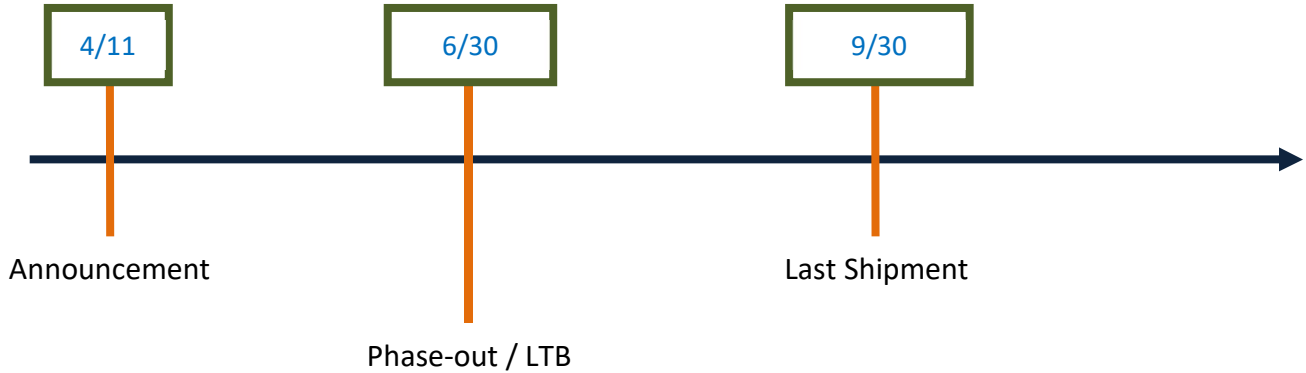 4/11
6/30
9/30
Announcement
Last Shipment
Phase-out / LTB